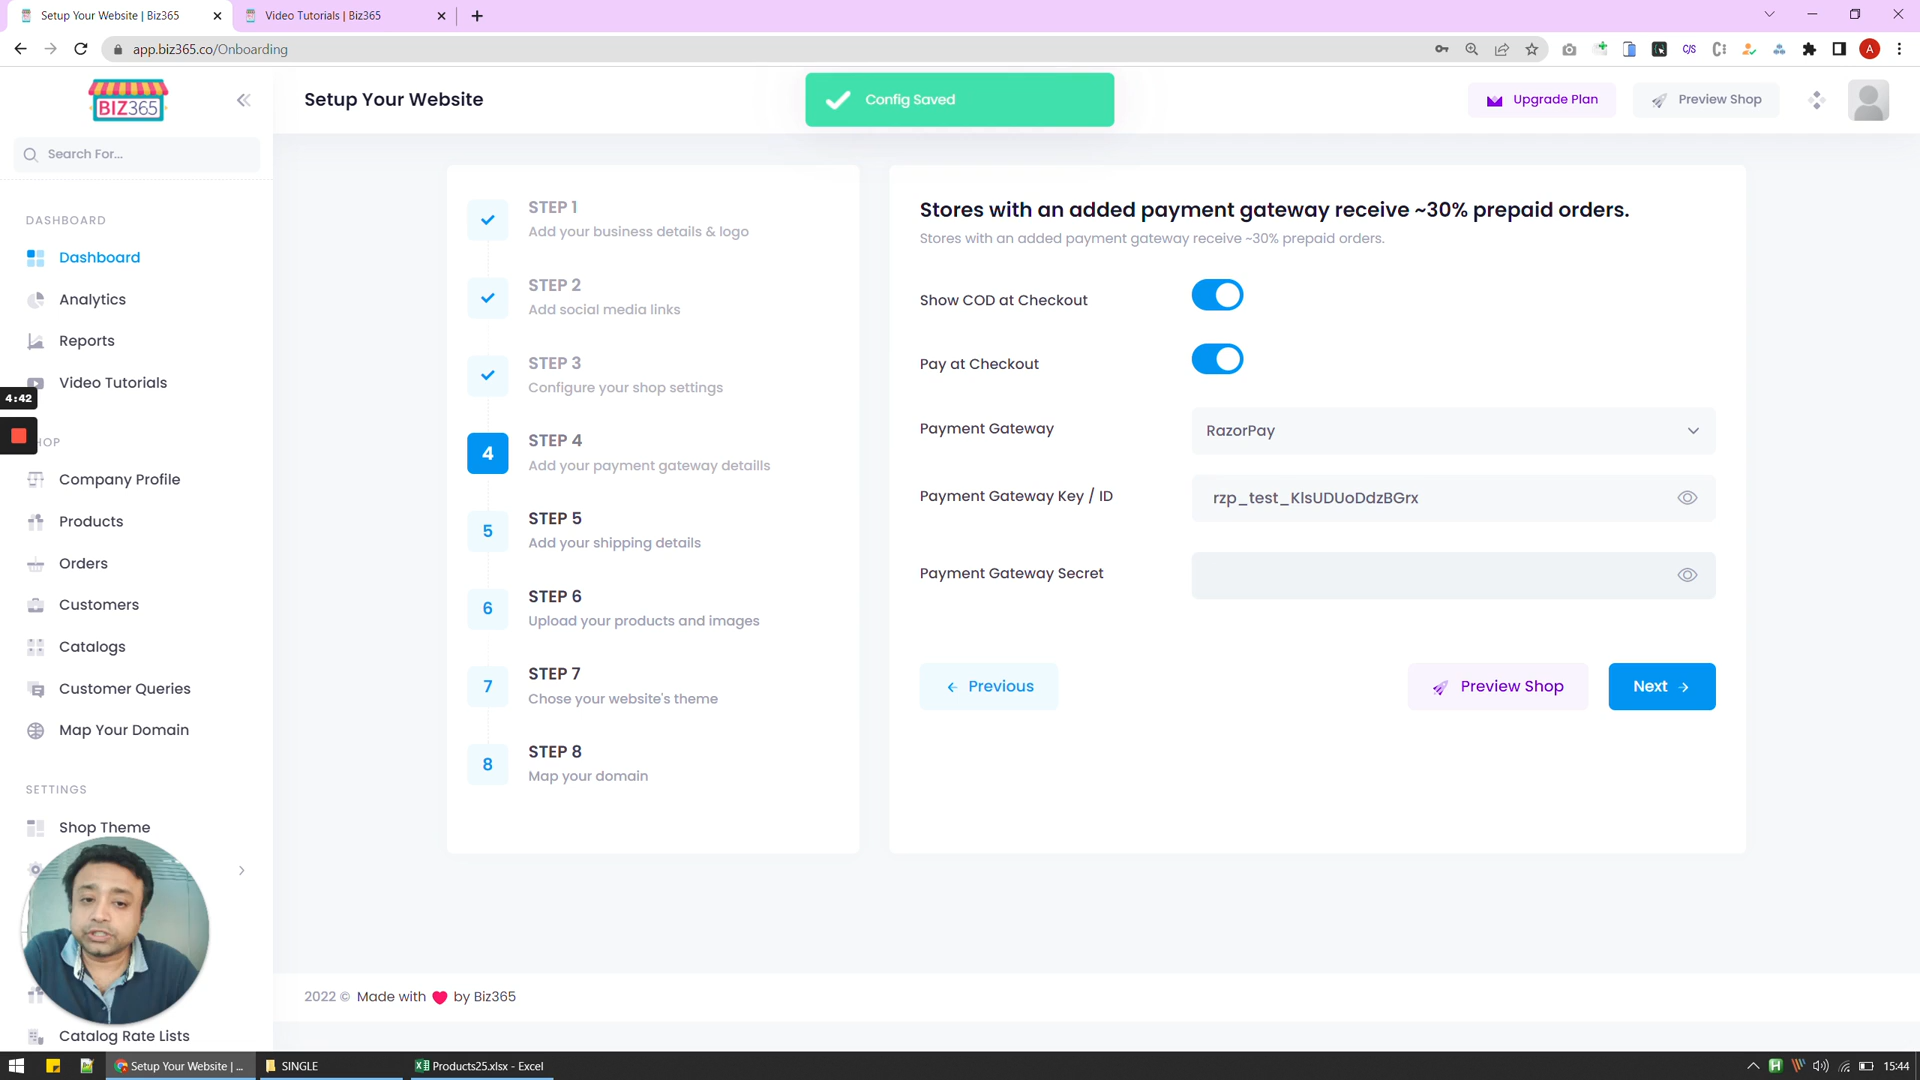 Setup Your Website | Biz365
Video Tutorials | Biz365
app.biz365.co/Onboarding
BIZ365
Setup Your Website
Config Saved
Upgrade Plan
Preview Shop
Search For...
DASHBOARD
Dashboard
Analytics
Reports
Video Tutorials
4:42
HOP
Company Profile
Products
Orders
Customers
Catalogs
Customer Queries
Map Your Domain
SETTINGS
Shop Theme
Catalog Rate Lists
STEP 1
Add your business details & logo
STEP 2
Add social media links
STEP 3
Configure your shop settings
4
STEP 4
Add your payment gateway detaills
5
STEP 5
Add your shipping details
6
STEP 6
Upload your products and images
7
STEP 7
Chose your website's theme
8
STEP 8
Map your domain
Stores with an added payment gateway receive ~30% prepaid orders.
Stores with an added payment gateway receive ~30% prepaid orders.
Show COD at Checkout
Pay at Checkout
Payment Gateway
RazorPay
Payment Gateway Key / ID
rzp_test_KlsUDUoDdzBGrx
Payment Gateway Secret
Previous
Preview Shop
Next
2022 © Made with by Biz365
Setup Your Website | ...
SINGLE
Products25.xlsx - Excel
15:44